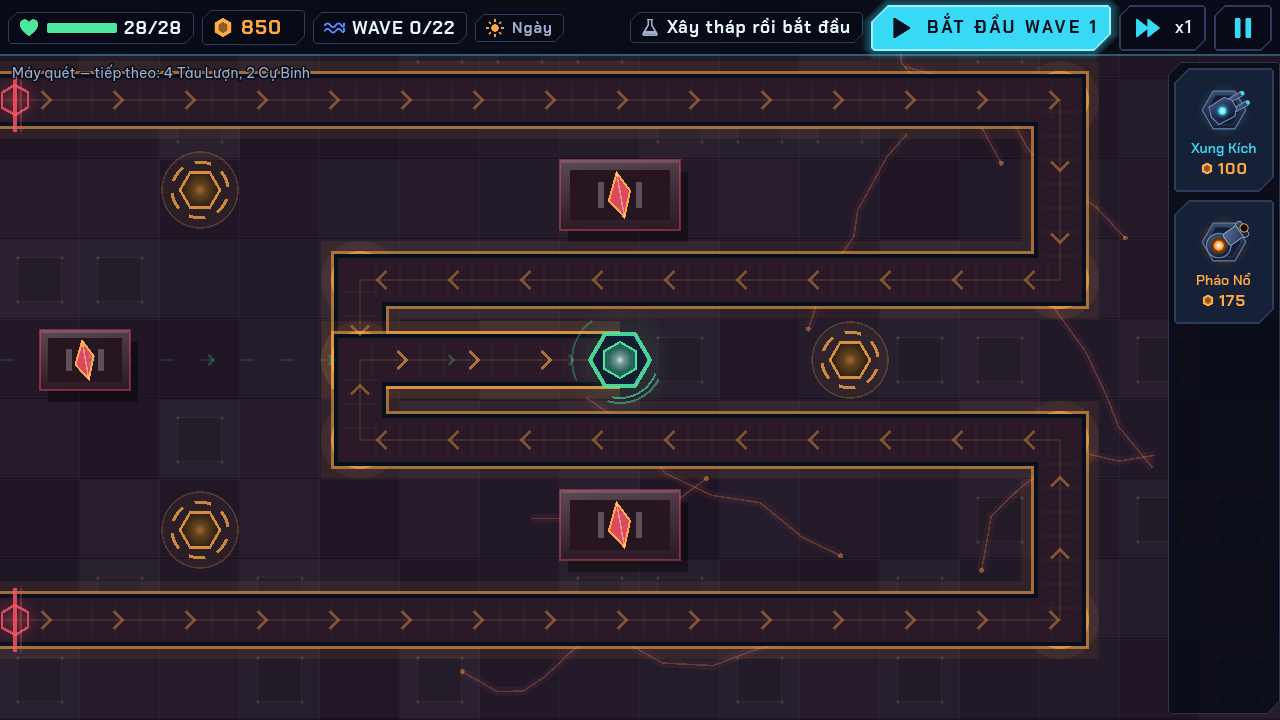 28/28
850
WAVE 0/22
Ngày
Xây tháp rồi bắt đầu
BẮT ĐẦU WAVE 1
x1
Máy quét — tiếp theo: 4 Tàu Lượn, 2 Cự Binh
Xung Kích
100
Pháo Nổ
175